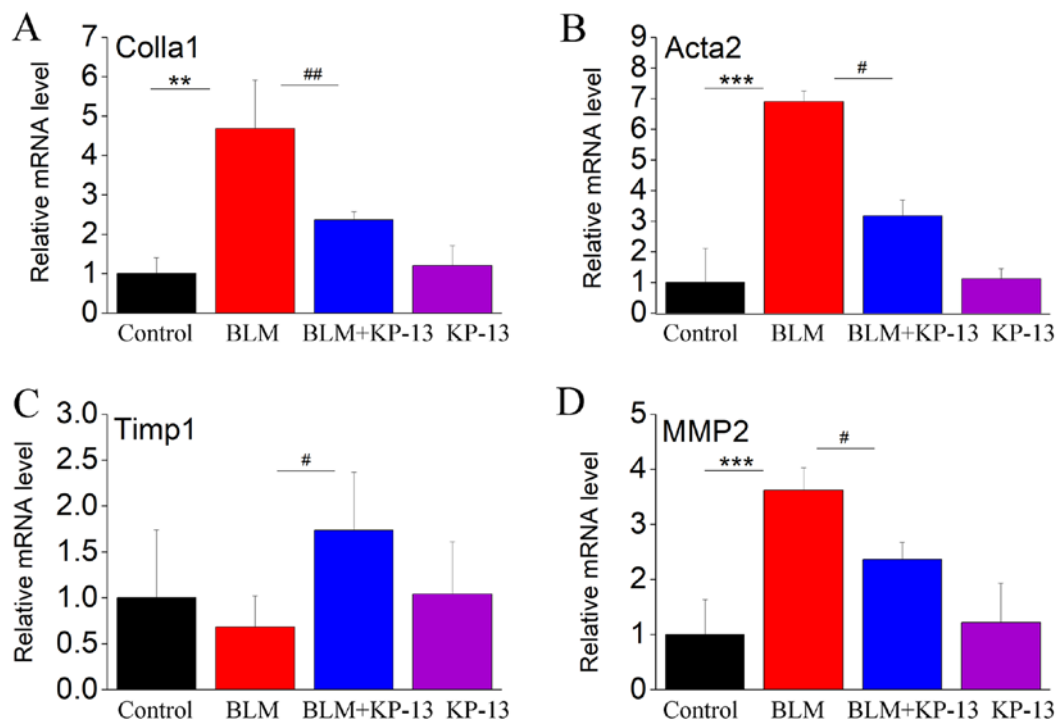 A
Colla1
Relative mRNA level
7
6
5
4
3
2
1
0
**
##
Control BLM BLM+KP-13 KP-13
B
Acta2
Relative mRNA level
9
8
7
6
5
4
3
2
1
0
***
#
Control BLM BLM+KP-13 KP-13
C
Timp1
Relative mRNA level
3.0
2.5
2.0
1.5
1.0
0.5
0.0
#
Control BLM BLM+KP-13 KP-13
D
MMP2
Relative mRNA level
5
4
3
2
1
0
***
#
Control BLM BLM+KP-13 KP-13